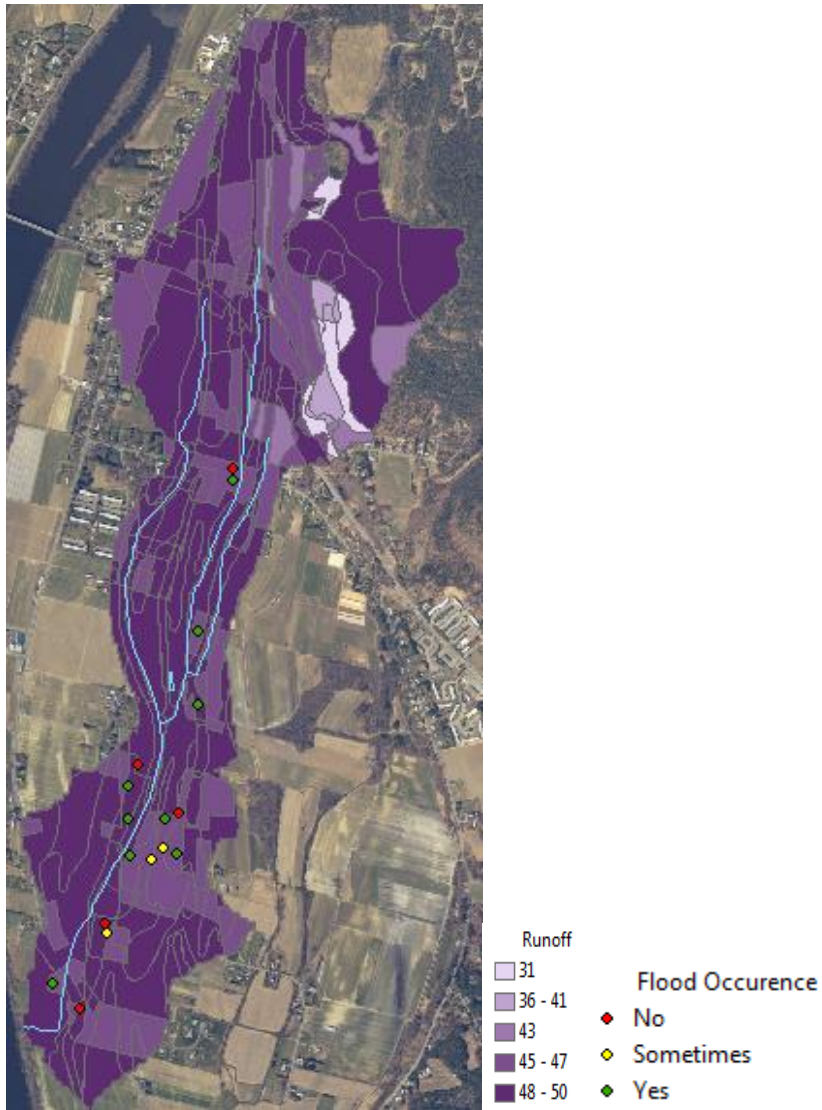 Runoff
31
36 - 41
43
45 - 47
48 - 50
Flood Occurence
No
Sometimes
Yes